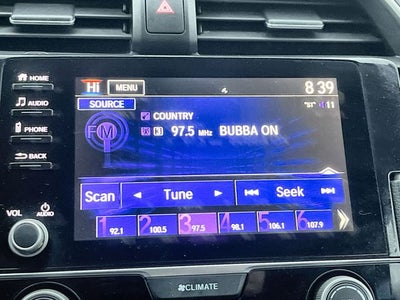 HOME
AUDIO
PHONE
BACK
VOL AUDIO
Hi MENU 8 39
SOURCE 11
COUNTRY
FM 3 97.5 MHz BUBBA ON
Scan Tune Seek
1 92.1 2 100.5 3 97.5 4 98.1 5 106.1 6 107.9
CLIMATE